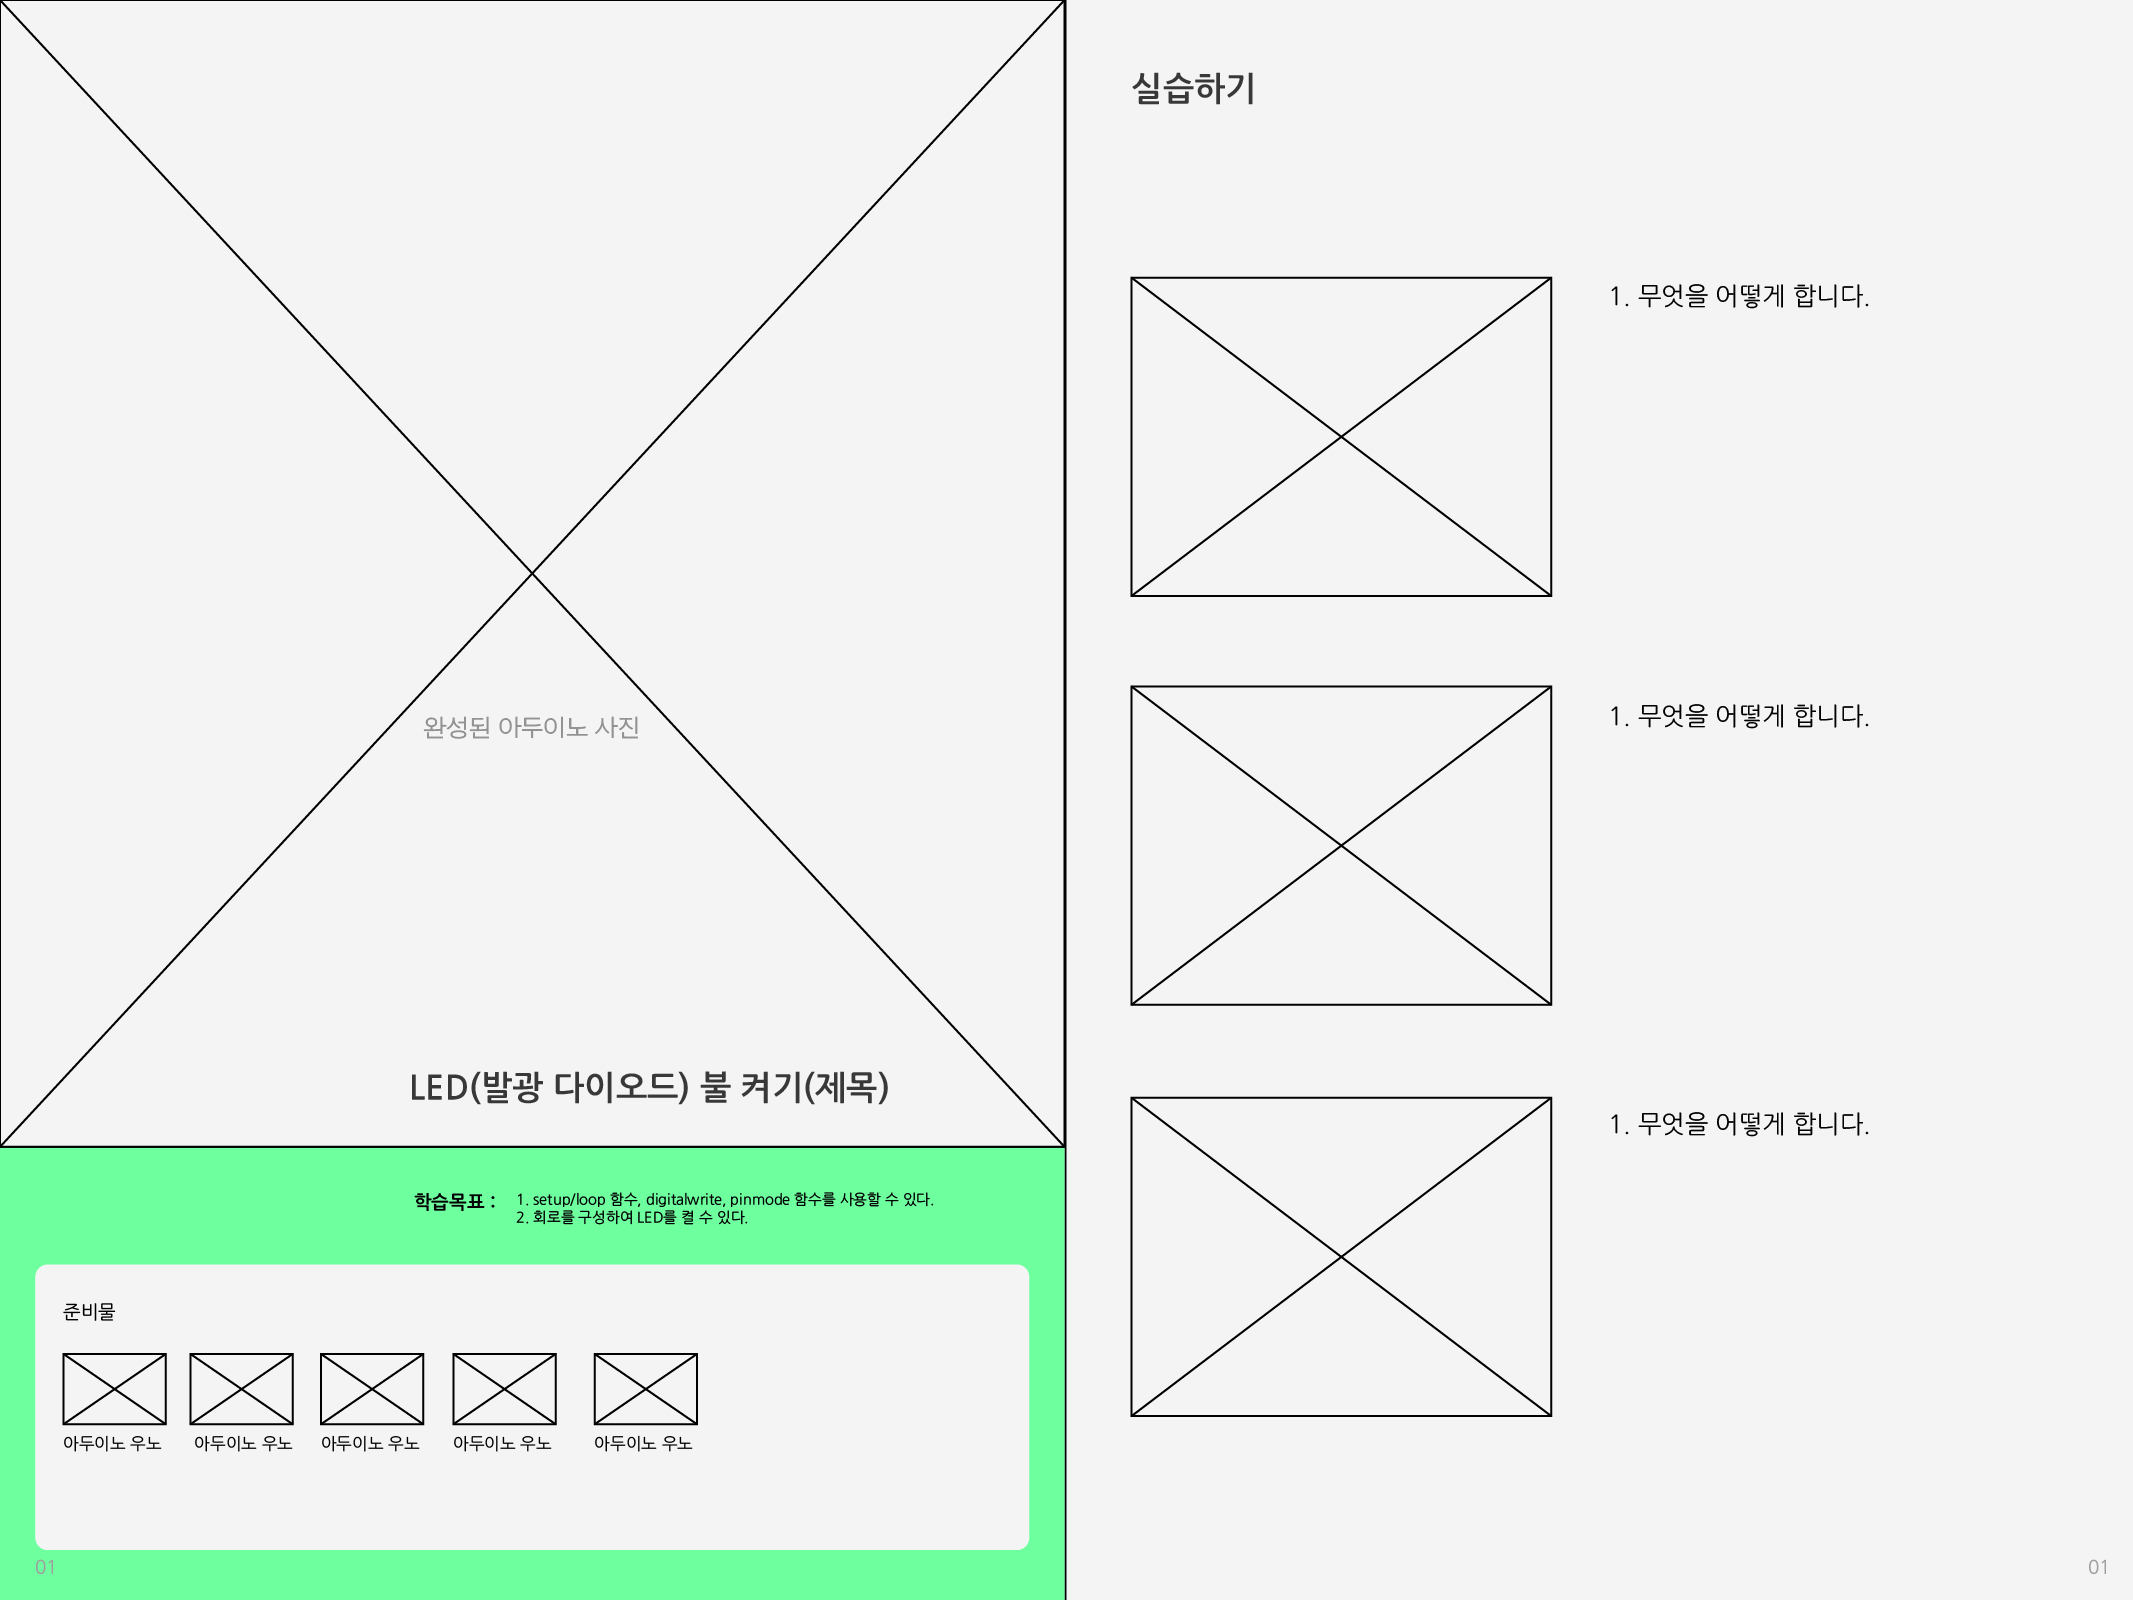 완성된 아두이노 사진
LED(발광 다이오드) 불 켜기(제목)
학습목표 :
1. setup/loop 함수, digitalwrite, pinmode 함수를 사용할 수 있다.
2. 회로를 구성하여 LED를 켤 수 있다.
준비물
아두이노 우노
아두이노 우노
아두이노 우노
아두이노 우노
아두이노 우노
01
실습하기
1. 무엇을 어떻게 합니다.
1. 무엇을 어떻게 합니다.
1. 무엇을 어떻게 합니다.
01